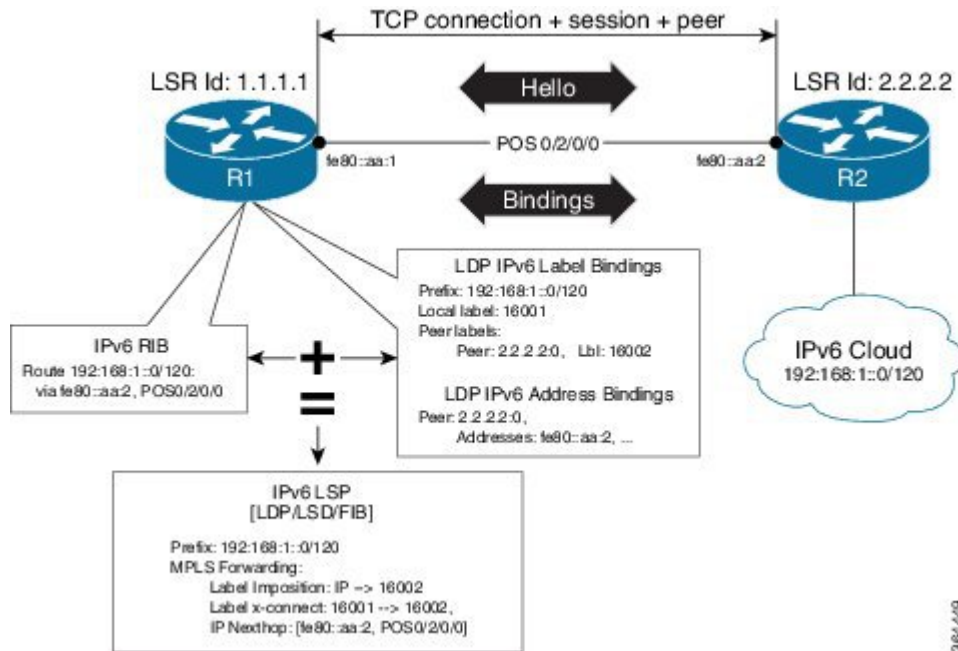 TCP connection + session + peer
LSR Id: 1.1.1.1
LSR Id: 2.2.2.2
Hello
POS 0/2/0/0
fe80::aa:1
fe80::aa:2
R1
R2
Bindings
LDP IPv6 Label Bindings
Prefix: 192:168:1::0/120
Local label: 16001
Peer labels:
Peer: 2.2.2.2:0, Lbl: 16002
LDP IPv6 Address Bindings
Peer: 2.2.2.2:0,
Addresses: fe80::aa:2, ...
IPv6 RIB
Route 192:168:1::0/120:
via fe80::aa:2, POS0/2/0/0
+
=
IPv6 Cloud
192:168:1::0/120
IPv6 LSP
[LDP/LSD/FIB]
Prefix: 192:168:1::0/120
MPLS Forwarding:
Label Imposition: IP --> 16002
Label x-connect: 16001 --> 16002,
IP Nexthop: [fe80::aa:2, POS0/2/0/0]